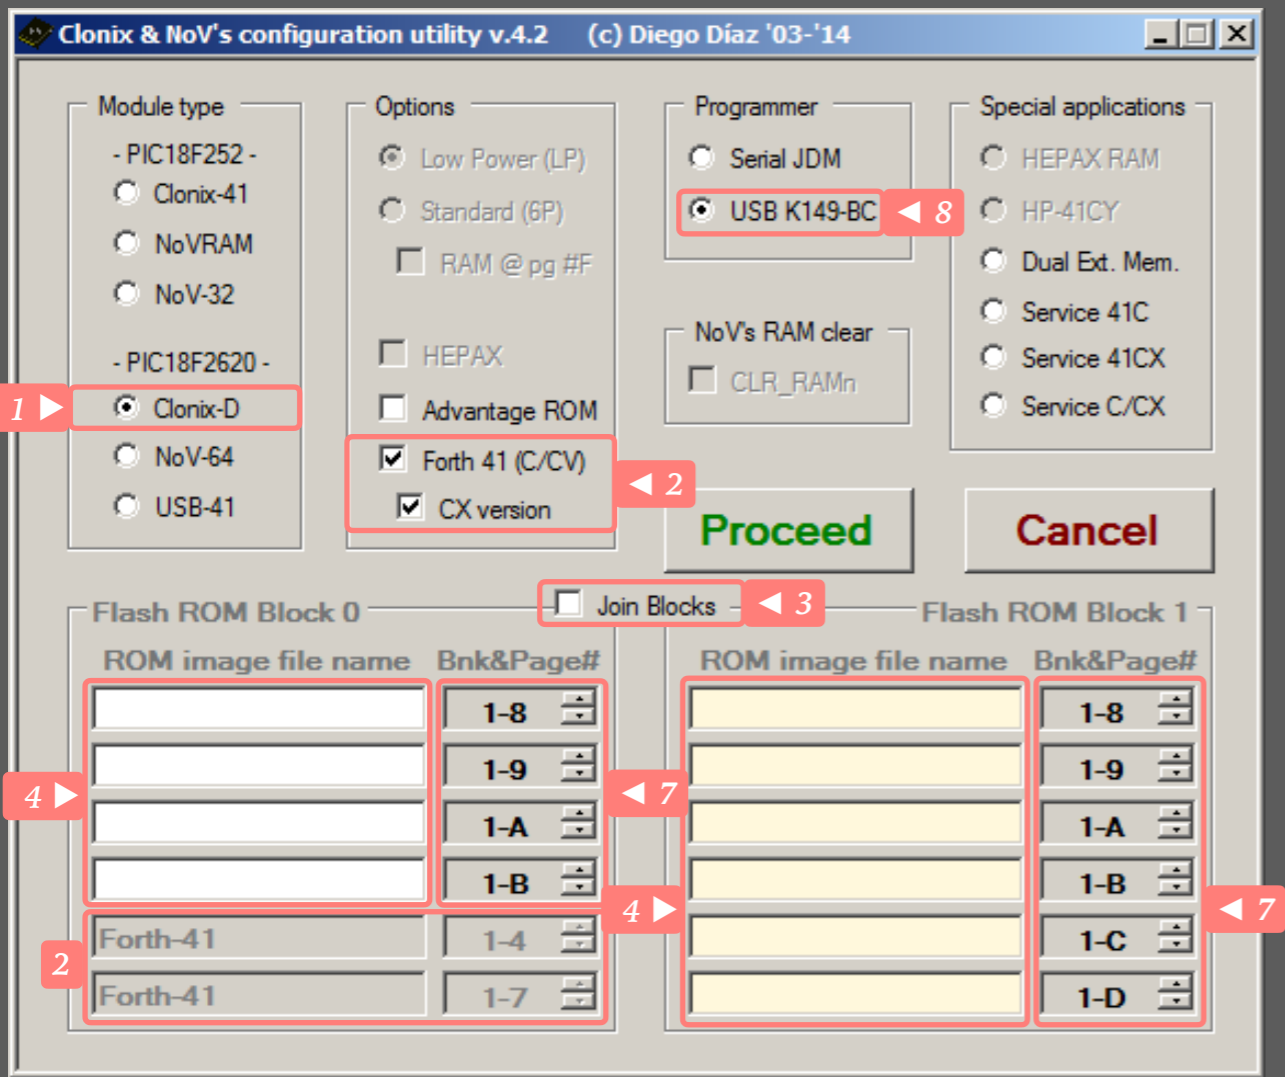 Clonix & NoV's configuration utility v.4.2 (c) Diego Díaz '03-'14
Module type
- PIC18F252 -
Clonix-41
NoVRAM
NoV-32
- PIC18F2620 -
1 ▶
Clonix-D
NoV-64
USB-41
Options
Low Power (LP)
Standard (6P)
RAM @ pg #F
HEPAX
Advantage ROM
Forth 41 (C/CV)
CX version
◀ 2
Programmer
Serial JDM
USB K149-BC
◀ 8
NoV's RAM clear
CLR_RAMn
Special applications
HEPAX RAM
HP-41CY
Dual Ext. Mem.
Service 41C
Service 41CX
Service C/CX
Proceed
Cancel
Join Blocks
◀ 3
Flash ROM Block 0
ROM image file name Bnk&Page#
1-8
1-9
1-A
1-B
4 ▶
◀ 7
Forth-41 1-4
Forth-41 1-7
2
Flash ROM Block 1
ROM image file name Bnk&Page#
1-8
1-9
1-A
1-B
1-C
1-D
4 ▶
◀ 7